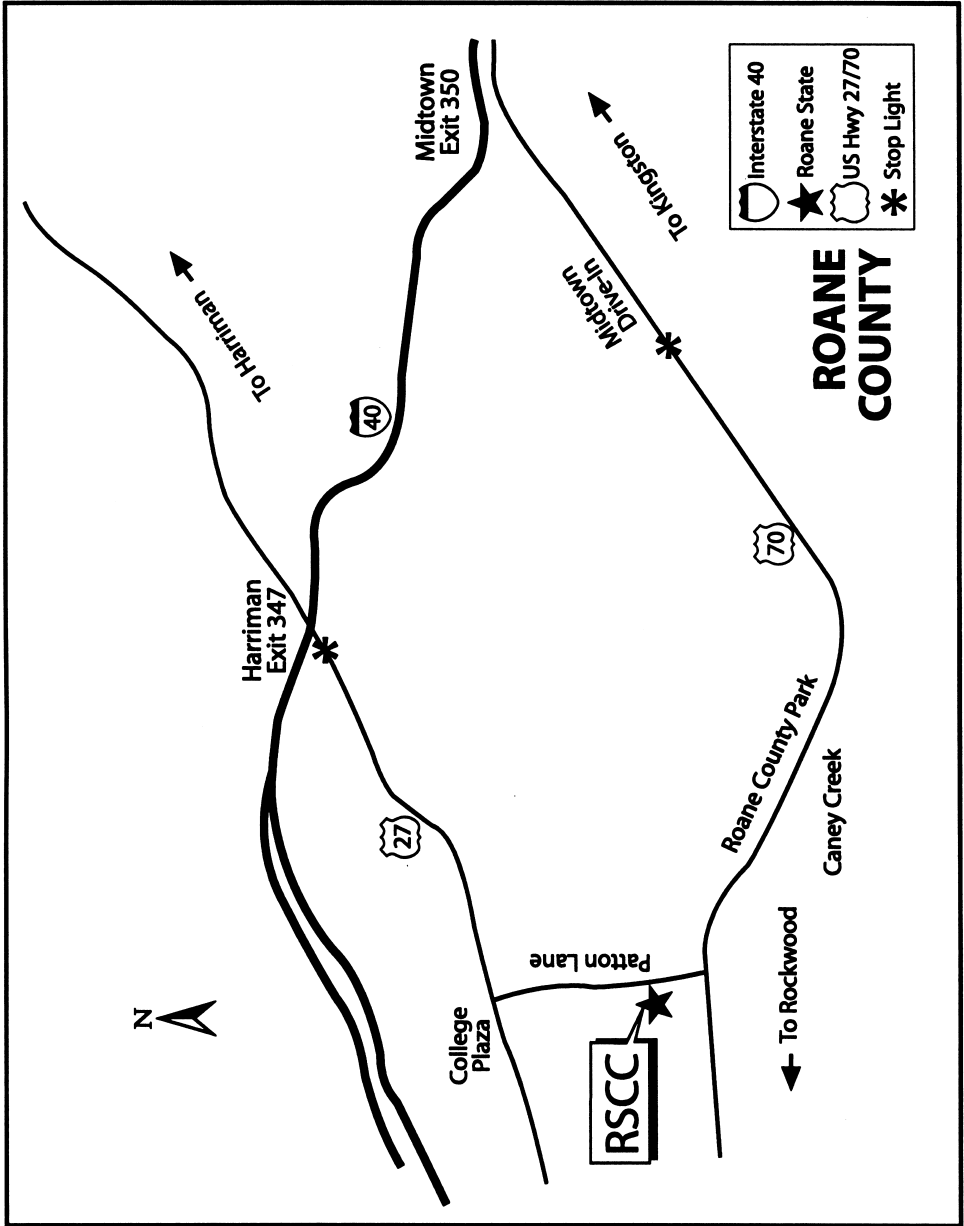 N
To Harriman
Midtown
Exit 350
40
Harriman
Exit 347
27
College
Plaza
Patton Lane
RSCC
To Rockwood
Roane County Park
Caney Creek
70
Midtown
Drive-In
To Kingston
ROANE
COUNTY
Interstate 40
Roane State
US Hwy 27/70
Stop Light